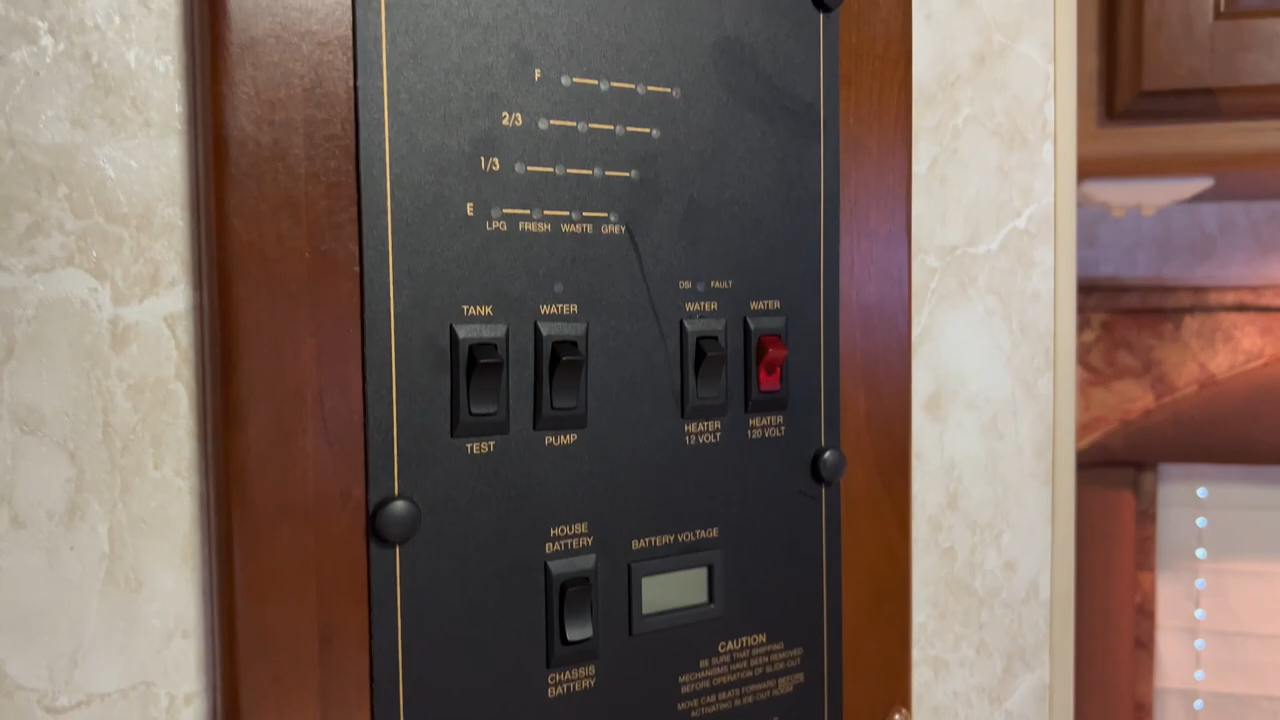 F
2/3
1/3
E
LPG FRESH WASTE GREY
DSI FAULT
TANK WATER WATER WATER
TEST PUMP HEATER 12 VOLT HEATER 120 VOLT
HOUSE BATTERY
BATTERY VOLTAGE
CHASSIS BATTERY
CAUTION
BE SURE THAT SHIPPING
MECHANISMS HAVE BEEN REMOVED
BEFORE OPERATION OF SLIDE-OUT
MOVE CAB SEATS FORWARD BEFORE
ACTIVATING SLIDE-OUT ROOM